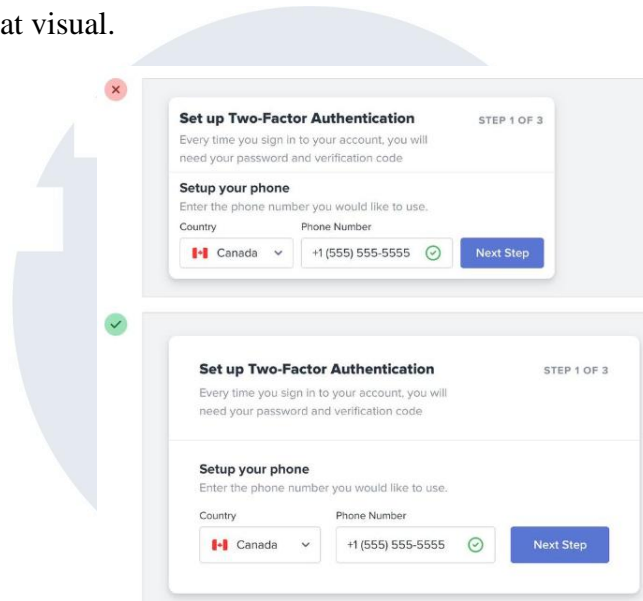 at visual.
Set up Two-Factor Authentication
STEP 1 OF 3
Every time you sign in to your account, you will
need your password and verification code
Setup your phone
Enter the phone number you would like to use.
Country
Phone Number
Canada
+1 (555) 555-5555
Next Step
Set up Two-Factor Authentication
STEP 1 OF 3
Every time you sign in to your account, you will
need your password and verification code
Setup your phone
Enter the phone number you would like to use.
Country
Phone Number
Canada
+1 (555) 555-5555
Next Step